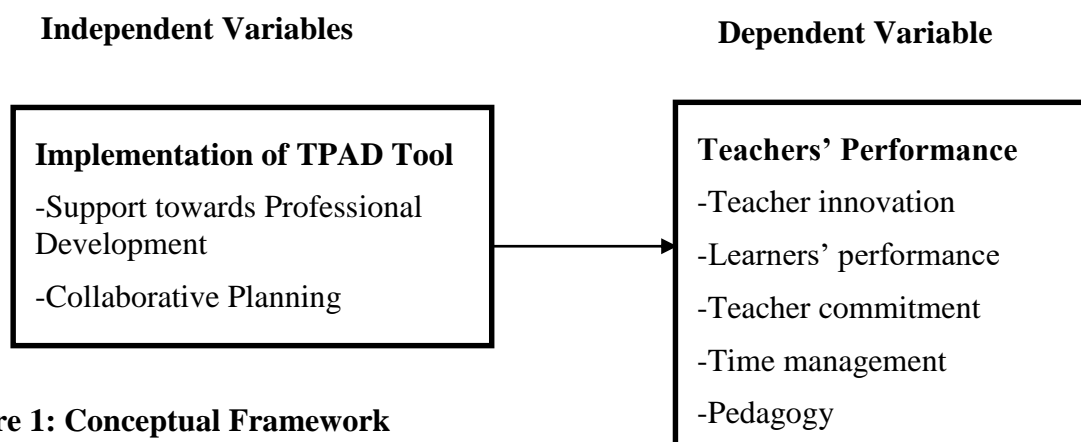 Independent Variables
Dependent Variable
Implementation of TPAD Tool
-Support towards Professional
Development
-Collaborative Planning
Teachers’ Performance
-Teacher innovation
-Learners’ performance
-Teacher commitment
-Time management
-Pedagogy
re 1: Conceptual Framework